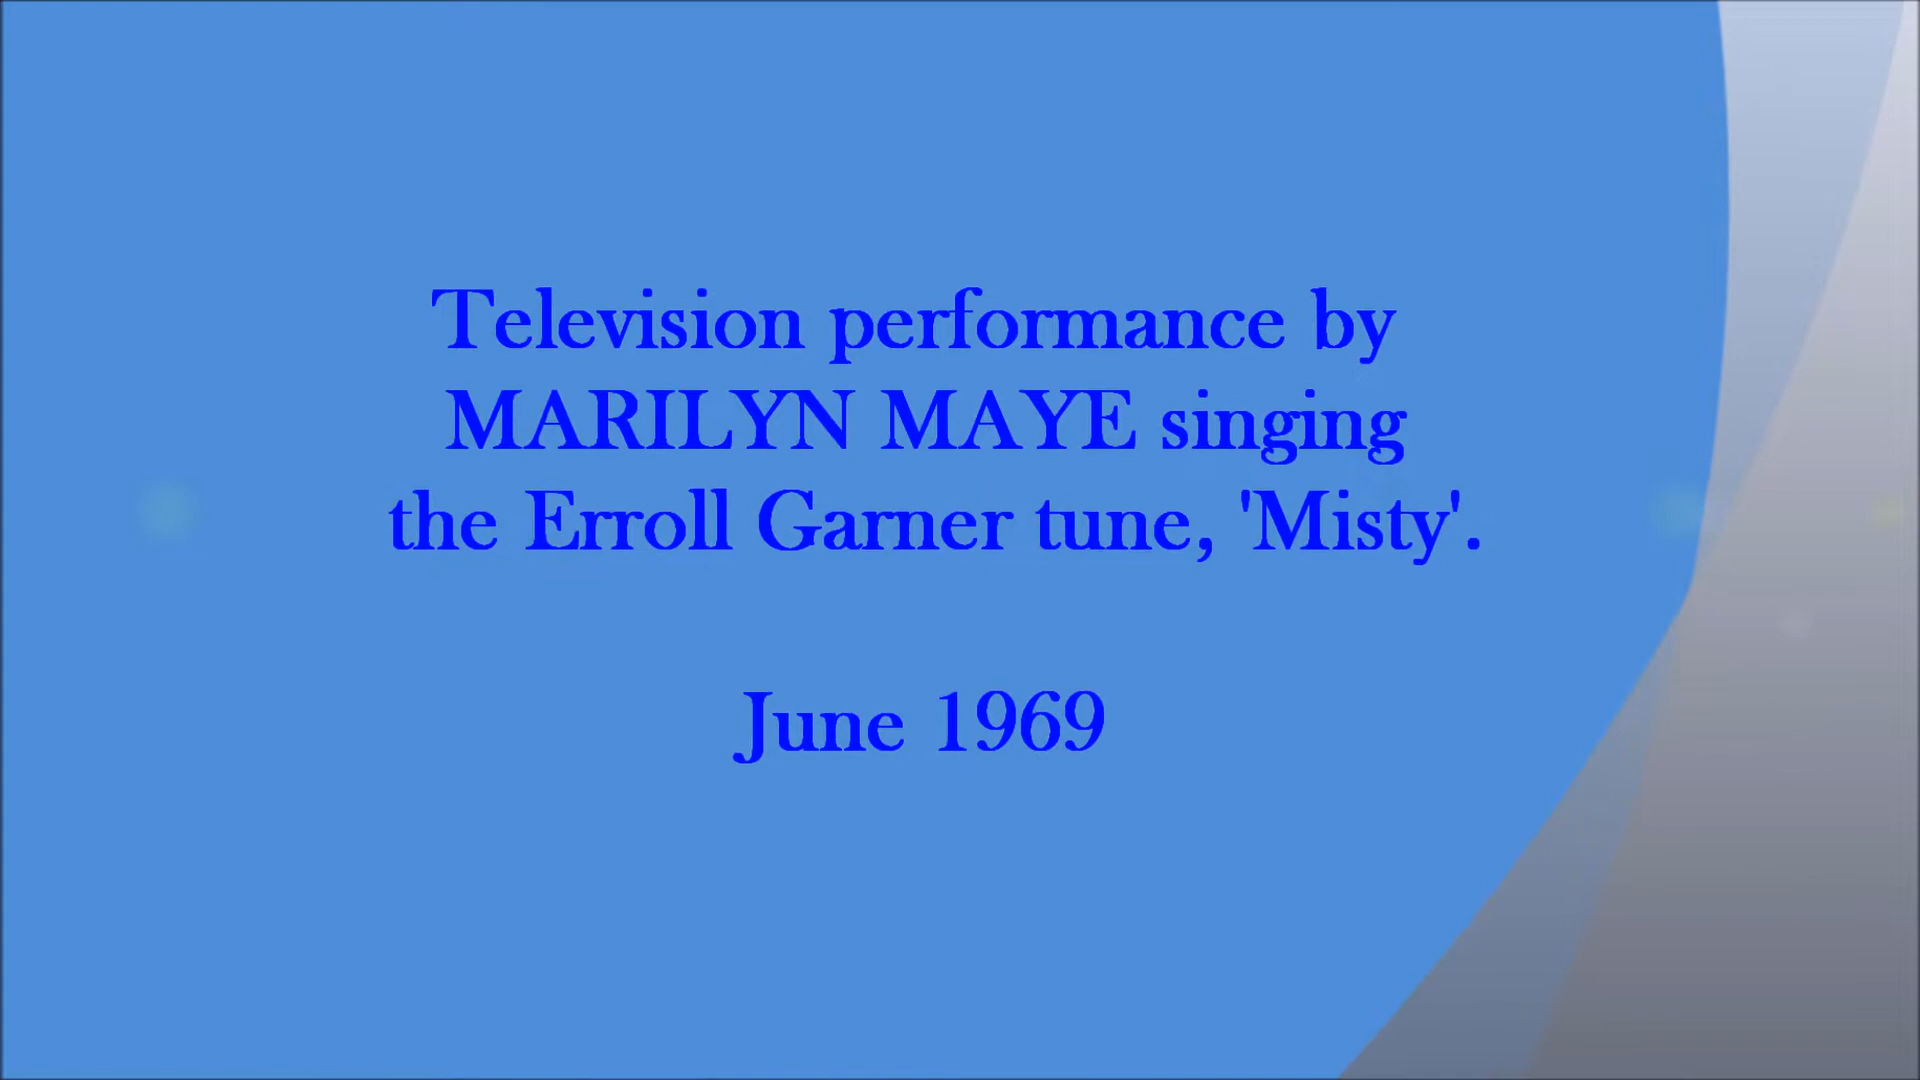 Television performance by
MARILYN MAYE singing
the Erroll Garner tune, 'Misty'.
June 1969